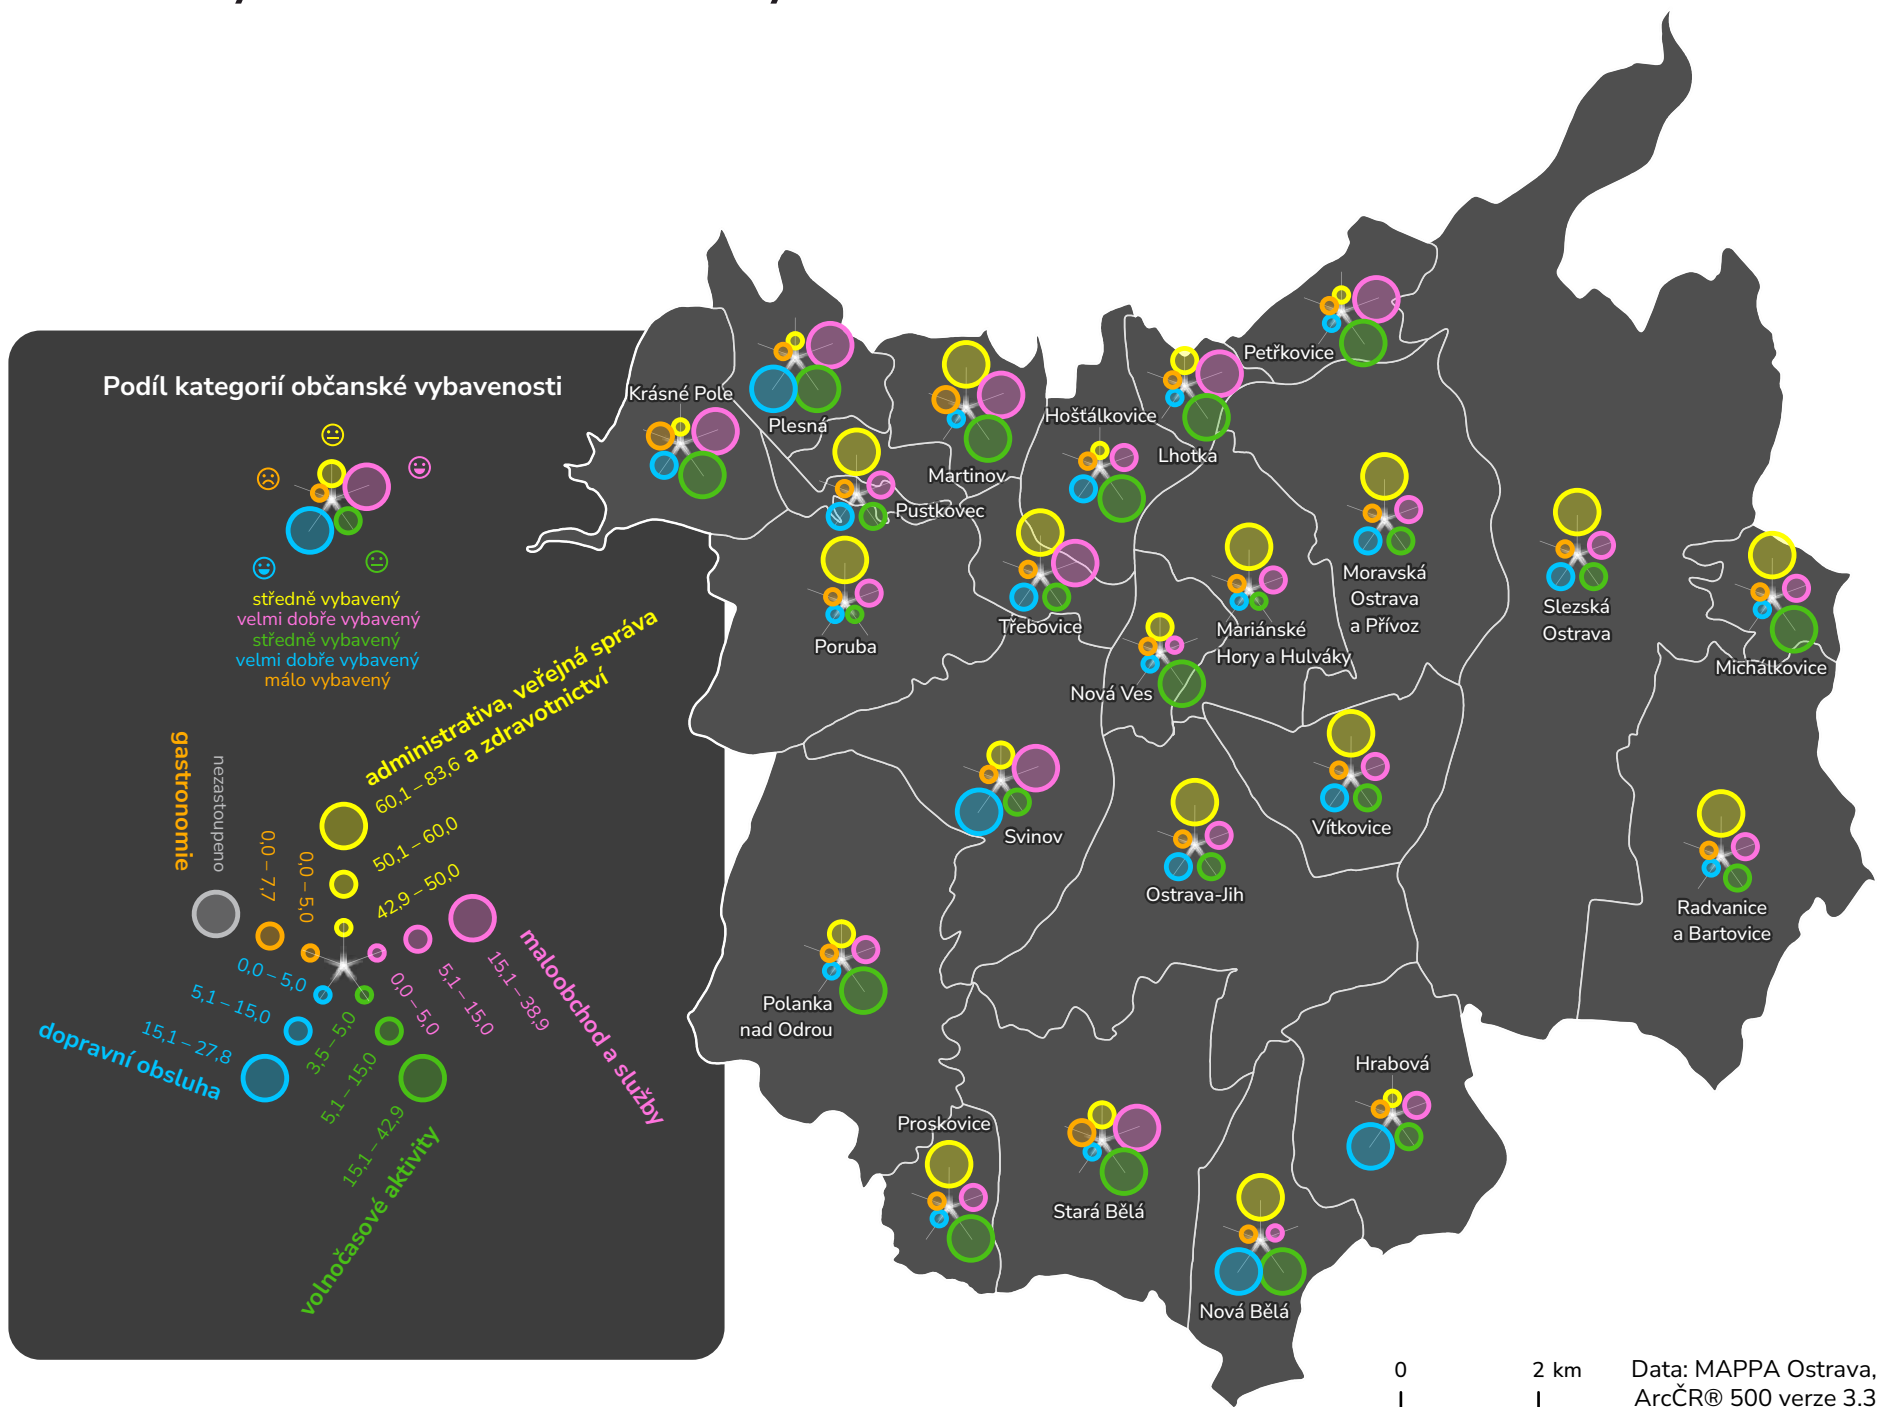 Podíl kategorií občanské vybavenosti
středně vybavený
velmi dobře vybavený
středně vybavený
velmi dobře vybavený
málo vybavený
administrativa, veřejná správa
a zdravotnictví
60,1 – 83,6
50,1 – 60,0
42,9 – 50,0
gastronomie
nezastoupeno
0,0 – 7,7
0,0 – 5,0
maloobchod a služby
0,0 – 5,0
5,1 – 15,0
15,1 – 38,9
dopravní obsluha
0,0 – 5,0
5,1 – 15,0
15,1 – 27,8
volnočasové aktivity
3,5 – 5,0
5,1 – 15,0
15,1 – 42,9
Petřkovice
Krásné Pole
Plesná
Hošťálkovice
Lhotka
Martinov
Pustkovec
Moravská
Ostrava
a Přívoz
Slezská
Ostrava
Třebovice
Mariánské
Hory a Hulváky
Poruba
Michálkovice
Nová Ves
Svinov
Vítkovice
Ostrava-Jih
Radvanice
a Bartovice
Polanka
nad Odrou
Hrabová
Proskovice
Stará Bělá
Nová Bělá
0 2 km
Data: MAPPA Ostrava,
ArcČR® 500 verze 3.3